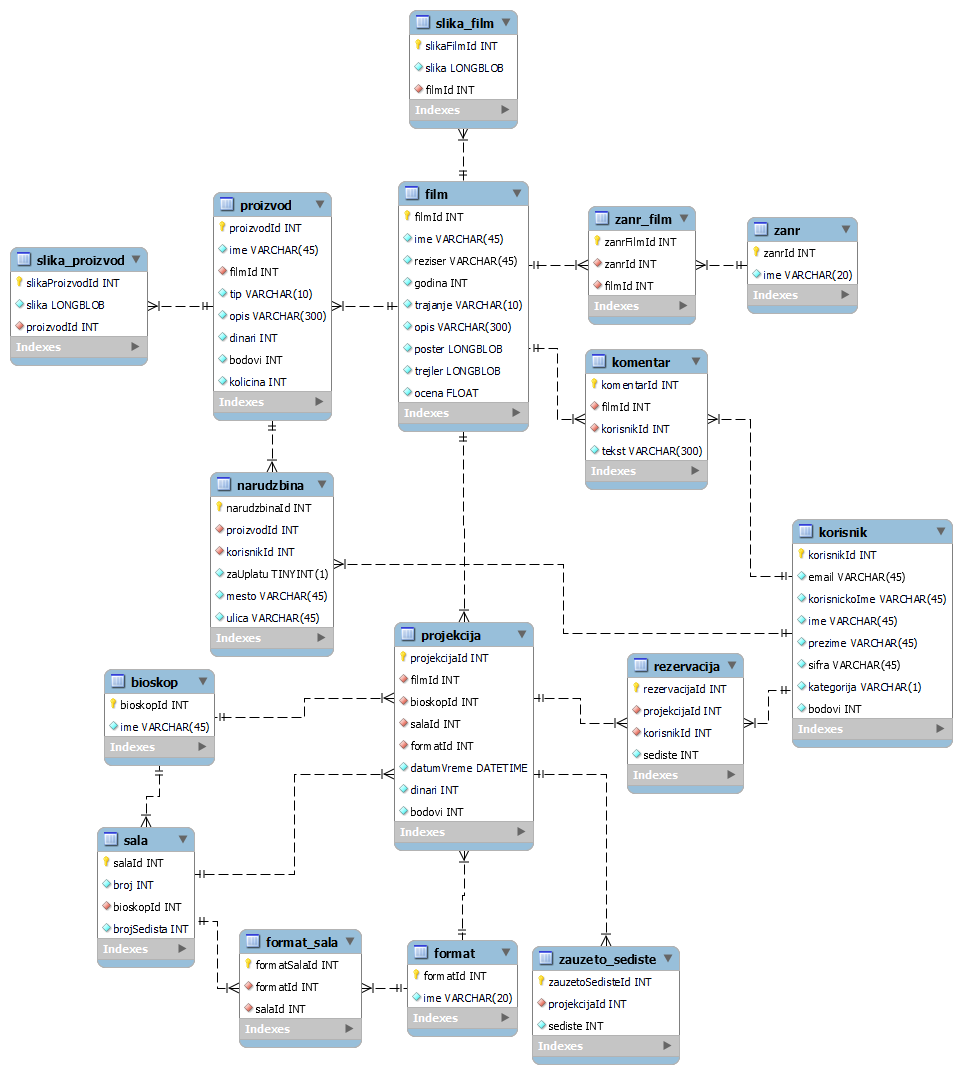 slika_film
slikaFilmId INT
slika LONGBLOB
filmId INT
Indexes
film
filmId INT
ime VARCHAR(45)
reziser VARCHAR(45)
godina INT
trajanje VARCHAR(10)
opis VARCHAR(300)
poster LONGBLOB
trejler LONGBLOB
ocena FLOAT
Indexes
proizvod
proizvodId INT
ime VARCHAR(45)
filmId INT
tip VARCHAR(10)
opis VARCHAR(300)
dinari INT
bodovi INT
kolicina INT
Indexes
slika_proizvod
slikaProizvodId INT
slika LONGBLOB
proizvodId INT
Indexes
zanr_film
zanrFilmId INT
zanrId INT
filmId INT
Indexes
zanr
zanrId INT
ime VARCHAR(20)
Indexes
komentar
komentarId INT
filmId INT
korisnikId INT
tekst VARCHAR(300)
Indexes
narudzbina
narudzbinaId INT
proizvodId INT
korisnikId INT
zaUplatu TINYINT(1)
mesto VARCHAR(45)
ulica VARCHAR(45)
Indexes
korisnik
korisnikId INT
email VARCHAR(45)
korisnickoIme VARCHAR(45)
ime VARCHAR(45)
prezime VARCHAR(45)
sifra VARCHAR(45)
kategorija VARCHAR(1)
bodovi INT
Indexes
projekcija
projekcijaId INT
filmId INT
bioskopId INT
salaId INT
formatId INT
datumVreme DATETIME
dinari INT
bodovi INT
Indexes
rezervacija
rezervacijaId INT
projekcijaId INT
korisnikId INT
sediste INT
Indexes
bioskop
bioskopId INT
ime VARCHAR(45)
Indexes
sala
salaId INT
broj INT
bioskopId INT
brojSedista INT
Indexes
format_sala
formatSalaId INT
formatId INT
salaId INT
Indexes
format
formatId INT
ime VARCHAR(20)
Indexes
zauzeto_sediste
zauzetoSedisteId INT
projekcijaId INT
sediste INT
Indexes